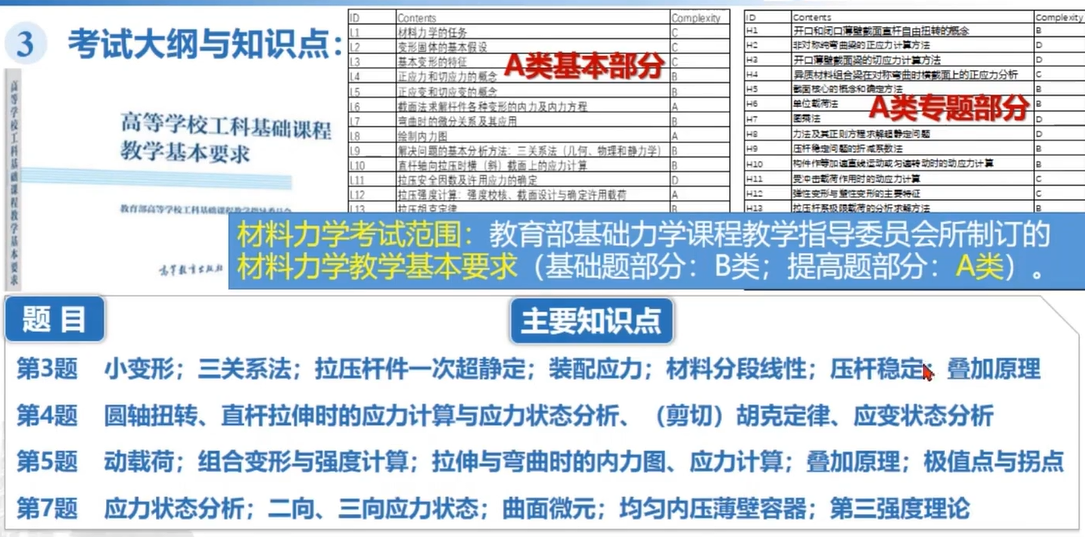 3 考试大纲与知识点：
高等学校工科基础课程教学基本要求
高等学校工科基础课程
教学基本要求
教育部高等学校工科基础课程教学指导委员会
高等教育出版社
ID Contents Complexity
L1 材料力学的任务 C
L2 变形固体的基本假设 C
L3 基本变形的特征 C
L4 正应力和切应力的概念 B
L5 正应变和切应变的概念 B
L6 截面法求解杆件各种变形的内力及内力方程 A
L7 弯曲时的微分关系及其应用 B
L8 绘制内力图 A
L9 解决问题的基本分析方法：三关系法（几何、物理和静力学） B
L10 直杆轴向拉压时横（斜）截面上的应力计算 B
L11 拉压安全因数及许用应力的确定 D
L12 拉压强度计算：强度校核、截面设计与确定许用载荷 A
L13 拉压胡克定律 B
A类基本部分
ID Contents Complexity
H1 开口和闭口薄壁截面直杆自由扭转的概念 B
H2 非对称纯弯曲梁的正应力计算方法 D
H3 开口薄壁截面梁的切应力计算方法 D
H4 异质材料组合梁在对称弯曲时横截面上的正应力分析 C
H5 截面核心的概念和确定方法 B
H6 单位载荷法 B
H7 图乘法 D
H8 力法及其正则方程求解超静定问题 D
H9 压杆稳定问题的折减系数法 B
H10 构件作等加速直线运动或匀速转动时的动应力计算 B
H11 受冲击载荷作用时的动应力计算 C
H12 弹性变形与塑性变形的主要特征 C
H13 拉压杆系极限载荷的分析求解方法 B
A类专题部分
材料力学考试范围：教育部基础力学课程教学指导委员会所制订的
材料力学教学基本要求（基础题部分：B类；提高题部分：A类）。
题 目 主要知识点
第3题 小变形；三关系法；拉压杆件一次超静定；装配应力；材料分段线性；压杆稳定 叠加原理
第4题 圆轴扭转、直杆拉伸时的应力计算与应力状态分析、（剪切）胡克定律、应变状态分析
第5题 动载荷；组合变形与强度计算；拉伸与弯曲时的内力图、应力计算；叠加原理；极值点与拐点
第7题 应力状态分析；二向、三向应力状态；曲面微元；均匀内压薄壁容器；第三强度理论